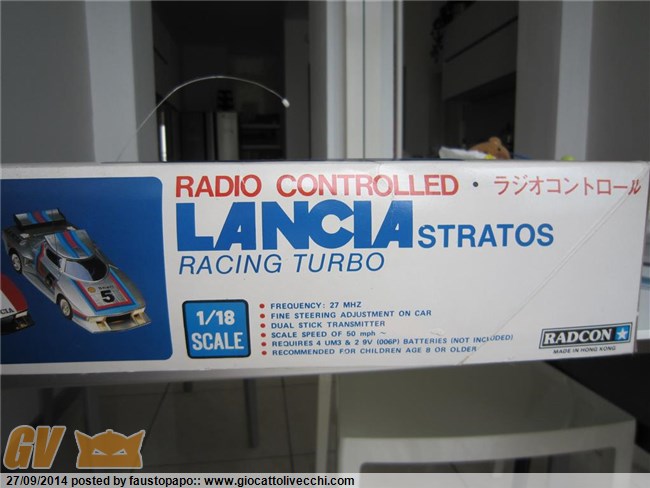 RADIO CONTROLLED · ラジオコントロール
LANCIA STRATOS
RACING TURBO
1/18
SCALE
• FREQUENCY: 27 MHZ
• FINE STEERING ADJUSTMENT ON CAR
• DUAL STICK TRANSMITTER
• SCALE SPEED OF 50 mph ~
• REQUIRES 4 UM3 & 2 9V (006P) BATTERIES (NOT INCLUDED)
• RECOMMENDED FOR CHILDREN AGE 8 OR OLDER
RADCON
MADE IN HONG KONG
5
GV
27/09/2014 posted by faustopapo:: www.giocattolivecchi.com